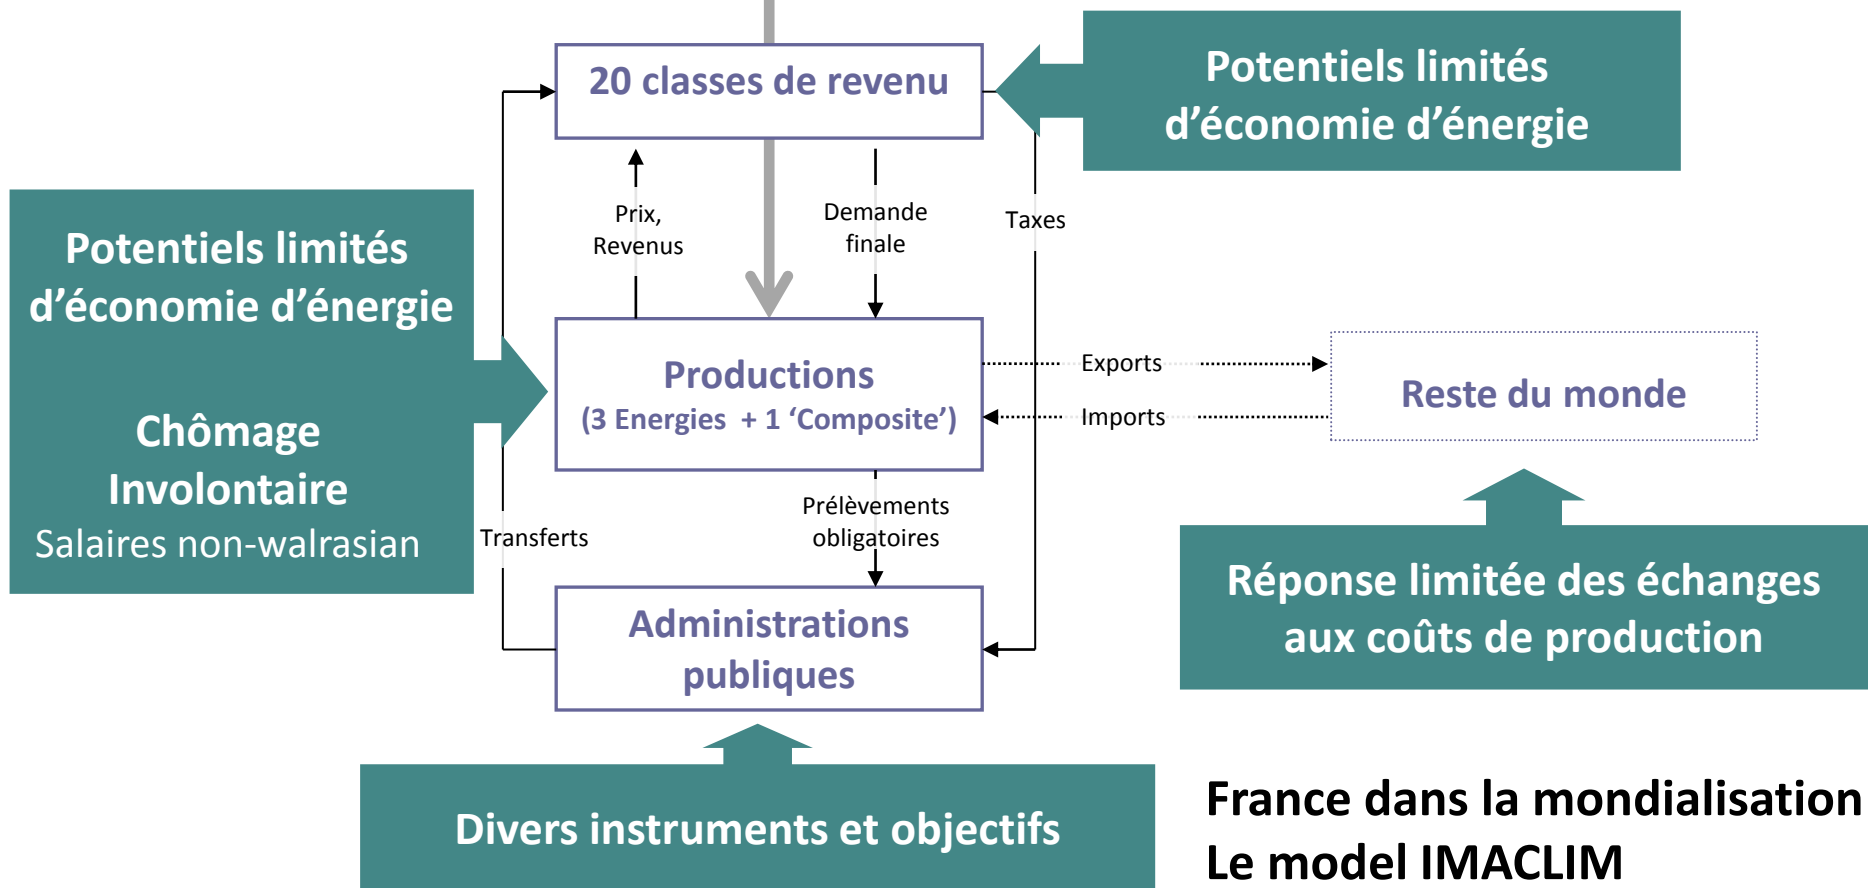 20 classes de revenu
Potentiels limités
d’économie d’énergie
Potentiels limités
d’économie d’énergie
Chômage
Involontaire
Salaires non-walrasian
Prix,
Revenus
Demande
finale
Taxes
Productions
(3 Energies + 1 ‘Composite’)
Exports
Imports
Reste du monde
Transferts
Prélèvements
obligatoires
Administrations
publiques
Réponse limitée des échanges
aux coûts de production
Divers instruments et objectifs
France dans la mondialisation
Le model IMACLIM